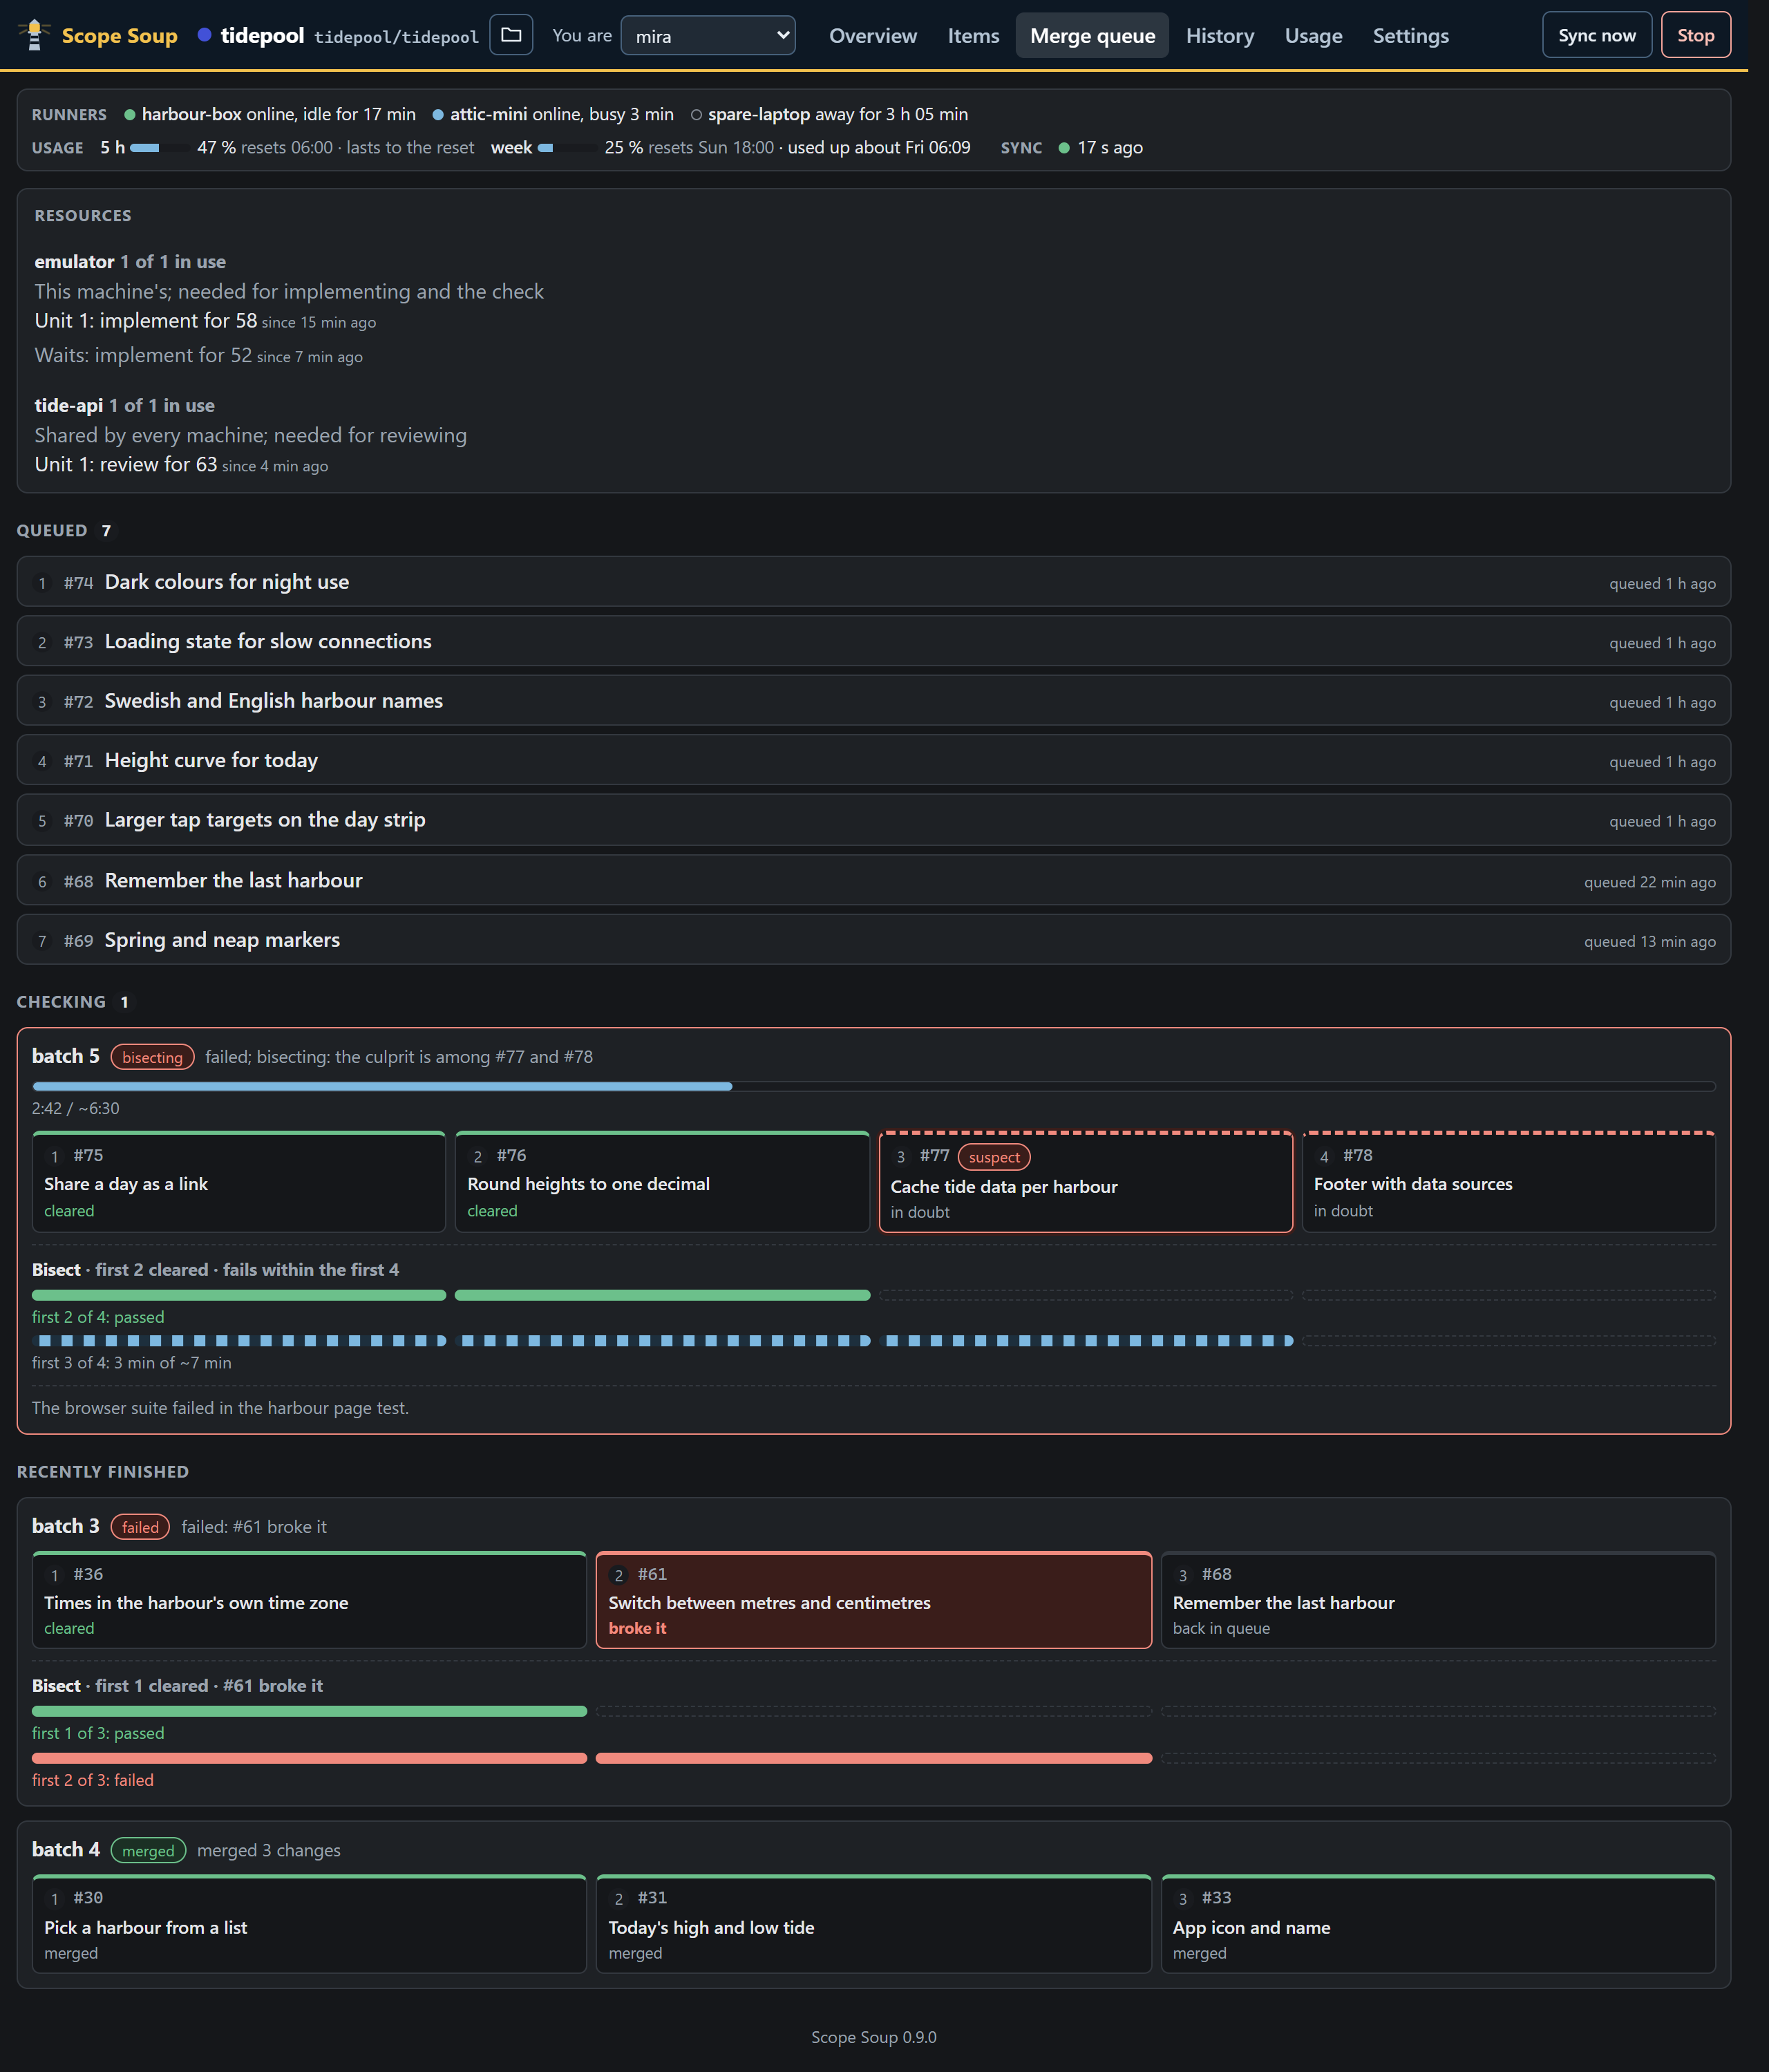 Scope Soup tidepool tidepool/tidepool You are mira Overview Items Merge queue History Usage Settings Sync now Stop
RUNNERS harbour-box online, idle for 17 min attic-mini online, busy 3 min spare-laptop away for 3 h 05 min
USAGE 5 h 47 % resets 06:00 · lasts to the reset week 25 % resets Sun 18:00 · used up about Fri 06:09 SYNC 17 s ago
RESOURCES
emulator 1 of 1 in use
This machine's; needed for implementing and the check
Unit 1: implement for 58 since 15 min ago
Waits: implement for 52 since 7 min ago
tide-api 1 of 1 in use
Shared by every machine; needed for reviewing
Unit 1: review for 63 since 4 min ago
QUEUED 7
1 #74 Dark colours for night use queued 1 h ago
2 #73 Loading state for slow connections queued 1 h ago
3 #72 Swedish and English harbour names queued 1 h ago
4 #71 Height curve for today queued 1 h ago
5 #70 Larger tap targets on the day strip queued 1 h ago
6 #68 Remember the last harbour queued 22 min ago
7 #69 Spring and neap markers queued 13 min ago
CHECKING 1
batch 5 bisecting failed; bisecting: the culprit is among #77 and #78
2:42 / ~6:30
1 #75 2 #76 3 #77 suspect 4 #78
Share a day as a link Round heights to one decimal Cache tide data per harbour Footer with data sources
cleared cleared in doubt in doubt
Bisect · first 2 cleared · fails within the first 4
first 2 of 4: passed
first 3 of 4: 3 min of ~7 min
The browser suite failed in the harbour page test.
RECENTLY FINISHED
batch 3 failed failed: #61 broke it
1 #36 2 #61 3 #68
Times in the harbour's own time zone Switch between metres and centimetres Remember the last harbour
cleared broke it back in queue
Bisect · first 1 cleared · #61 broke it
first 1 of 3: passed
first 2 of 3: failed
batch 4 merged merged 3 changes
1 #30 2 #31 3 #33
Pick a harbour from a list Today's high and low tide App icon and name
merged merged merged
Scope Soup 0.9.0